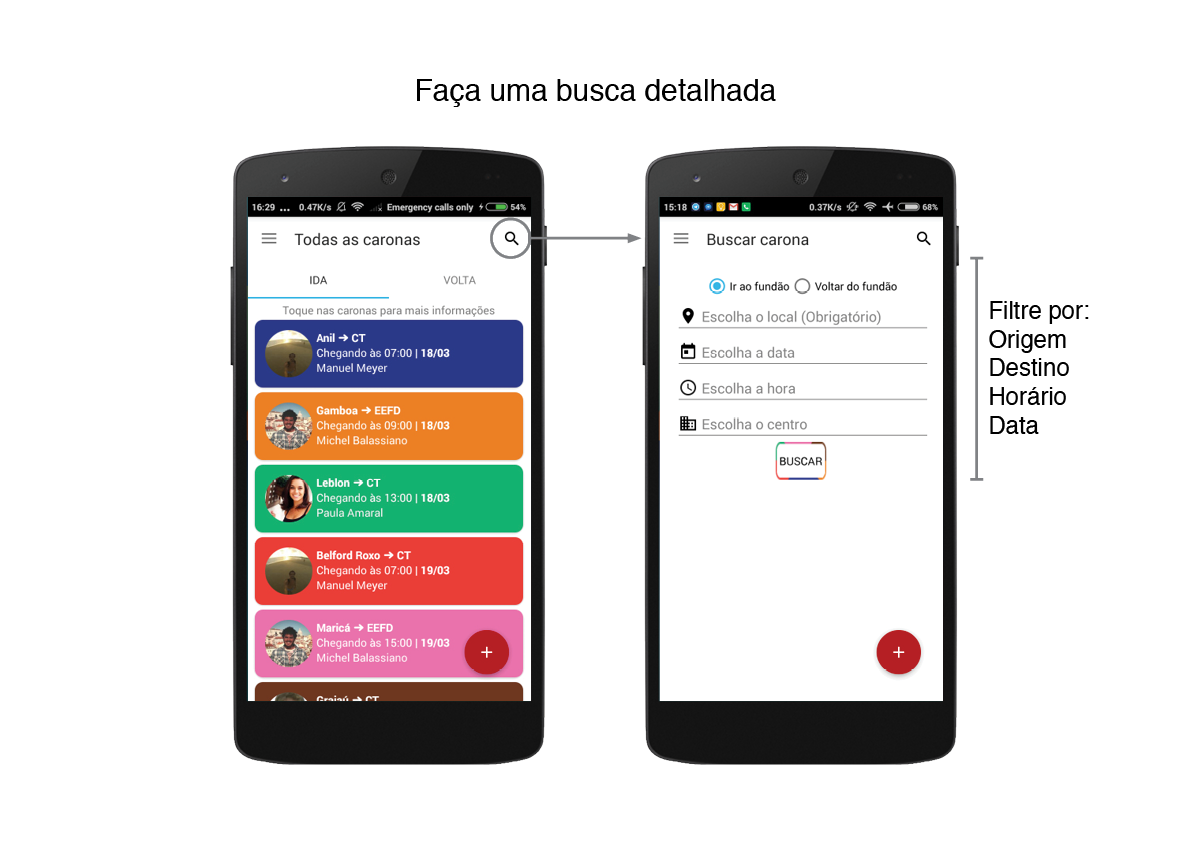 Faça uma busca detalhada
16:29 ... 0.47K/s Emergency calls only 54%
Todas as caronas
IDA VOLTA
Toque nas caronas para mais informações
Anil → CT
Chegando às 07:00 | 18/03
Manuel Meyer
Gamboa → EEFD
Chegando às 09:00 | 18/03
Michel Balassiano
Leblon → CT
Chegando às 13:00 | 18/03
Paula Amaral
Belford Roxo → CT
Chegando às 07:00 | 19/03
Manuel Meyer
Maricá → EEFD
Chegando às 15:00 | 19/03
Michel Balassiano
+
Grajaú → CT
15:18 0.37K/s 68%
Buscar carona
Ir ao fundão Voltar do fundão
Escolha o local (Obrigatório)
Escolha a data
Escolha a hora
Escolha o centro
BUSCAR
+
Filtre por:
Origem
Destino
Horário
Data